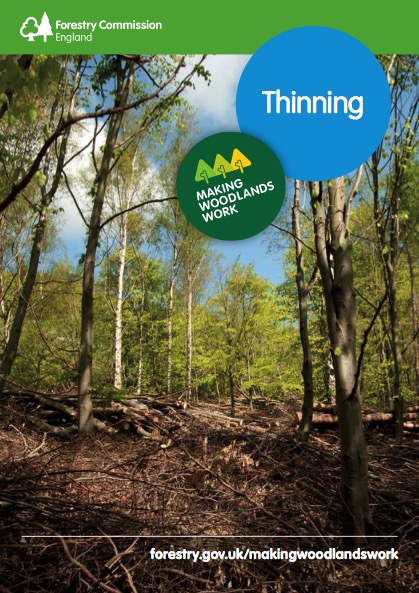 Forestry Commission
England
Thinning
MAKING
WOODLANDS
WORK
forestry.gov.uk/makingwoodlandswork